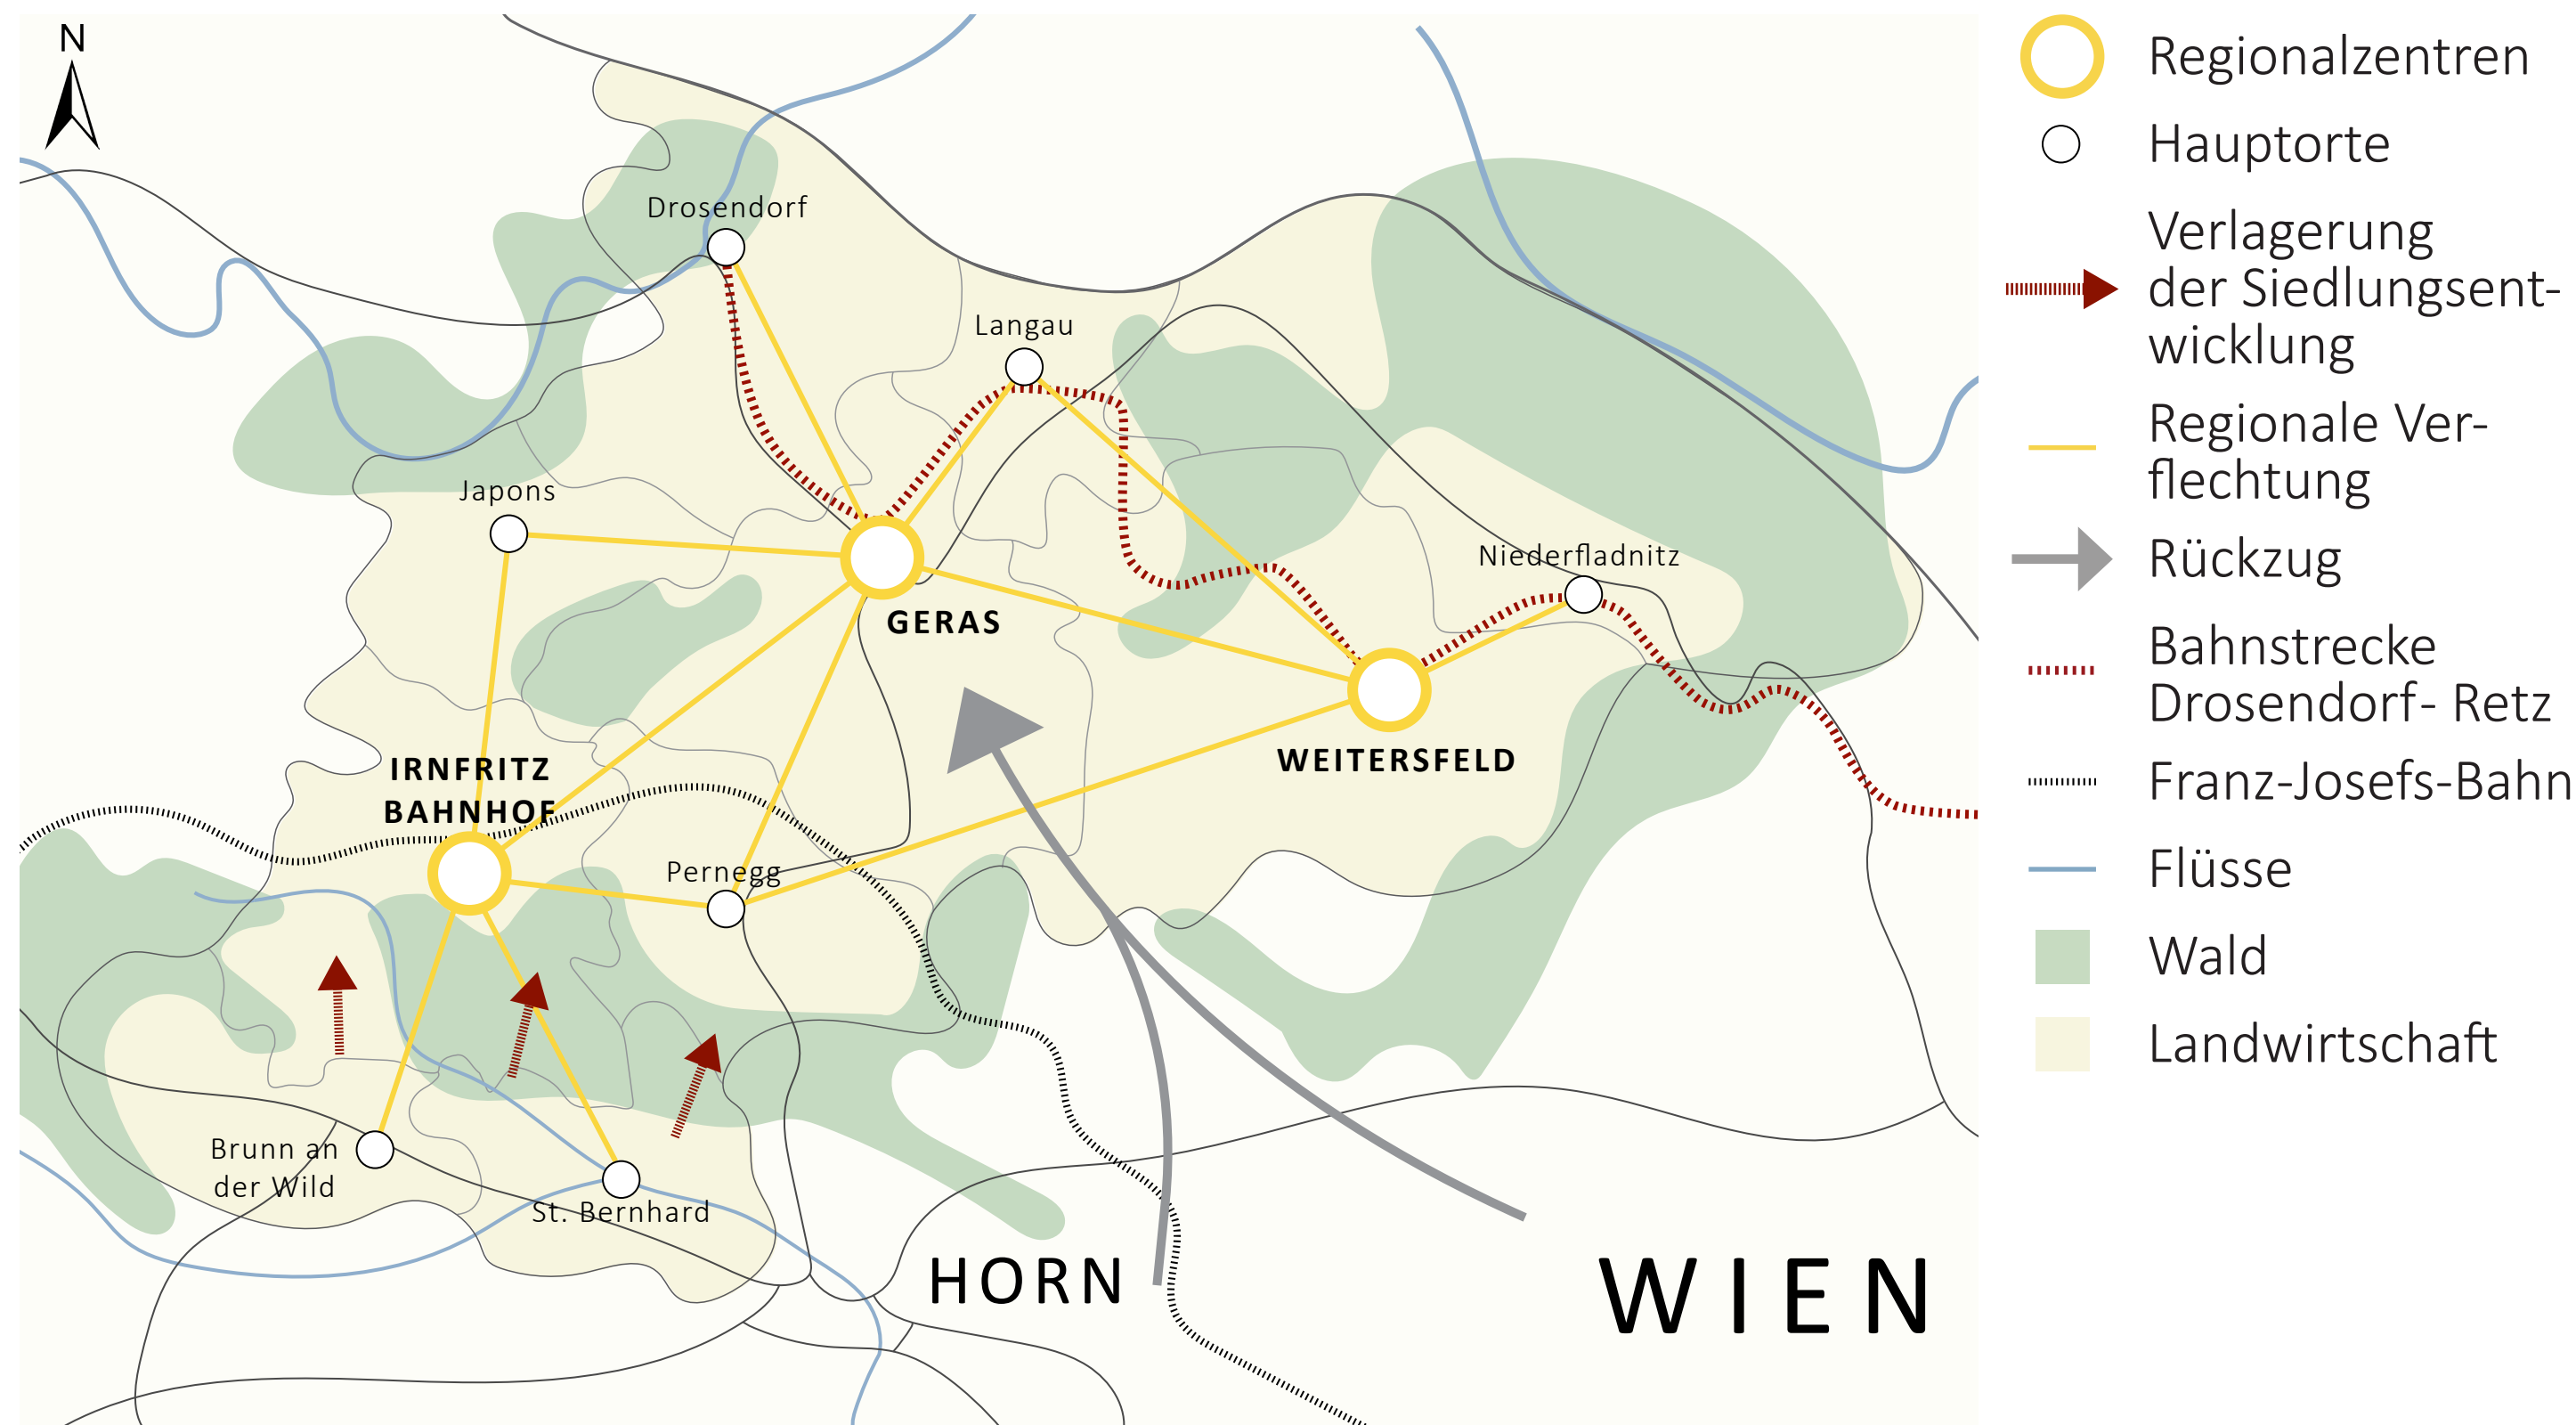 N
Drosendorf
Langau
Japons
Niederfladnitz
GERAS
WEITERSFELD
IRNFRITZ
BAHNHOF
Pernegg
Brunn an
der Wild
St. Bernhard
HORN
WIEN
Regionalzentren
Hauptorte
Verlagerung
der Siedlungsent-
wicklung
Regionale Ver-
flechtung
Rückzug
Bahnstrecke
Drosendorf- Retz
Franz-Josefs-Bahn
Flüsse
Wald
Landwirtschaft